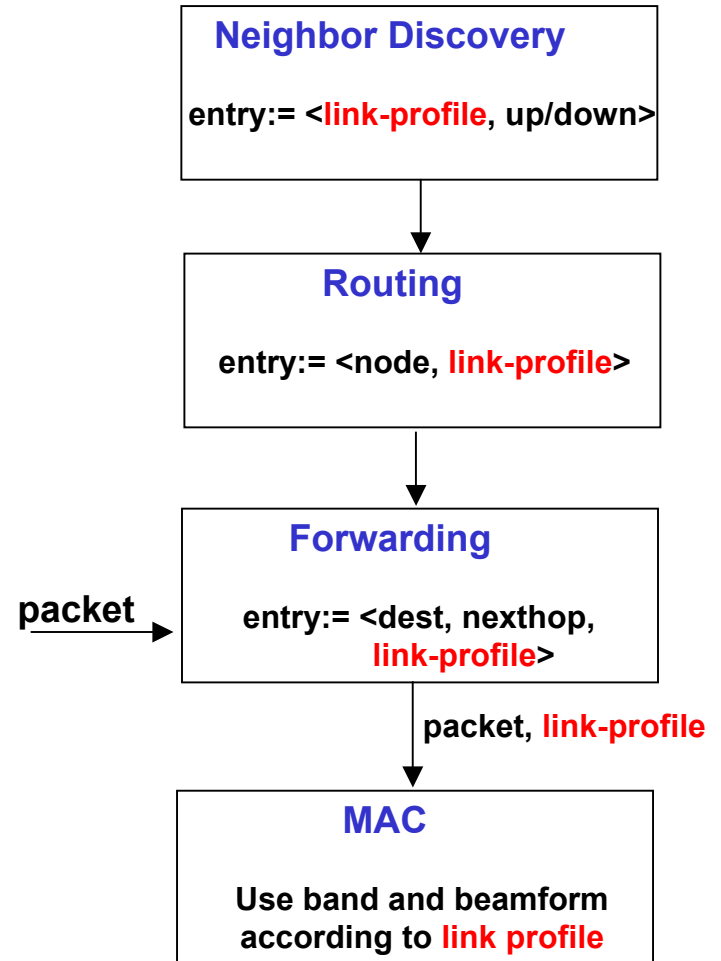 Neighbor Discovery
entry:= <link-profile, up/down>
Routing
entry:= <node, link-profile>
Forwarding
packet
entry:= <dest, nexthop,
link-profile>
packet, link-profile
MAC
Use band and beamform
according to link profile